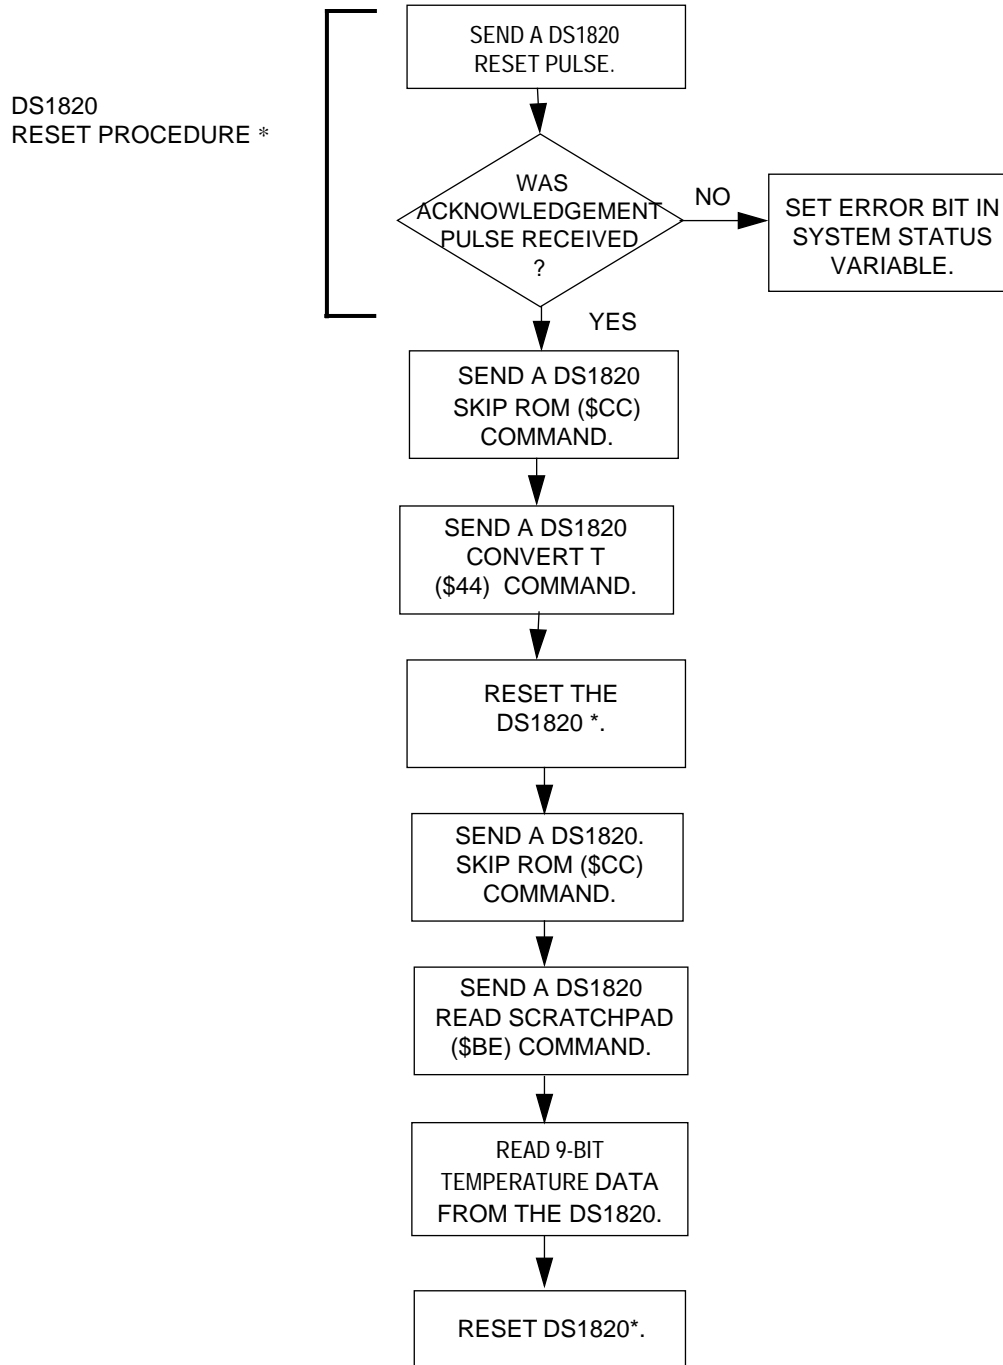 SEND A DS1820
RESET PULSE.
DS1820
RESET PROCEDURE *
WAS
ACKNOWLEDGEMENT
PULSE RECEIVED
?
NO
SET ERROR BIT IN
SYSTEM STATUS
VARIABLE.
YES
SEND A DS1820
SKIP ROM ($CC)
COMMAND.
SEND A DS1820
CONVERT T
($44) COMMAND.
RESET THE
DS1820 *.
SEND A DS1820.
SKIP ROM ($CC)
COMMAND.
SEND A DS1820
READ SCRATCHPAD
($BE) COMMAND.
READ 9-BIT
TEMPERATURE DATA
FROM THE DS1820.
RESET DS1820*.